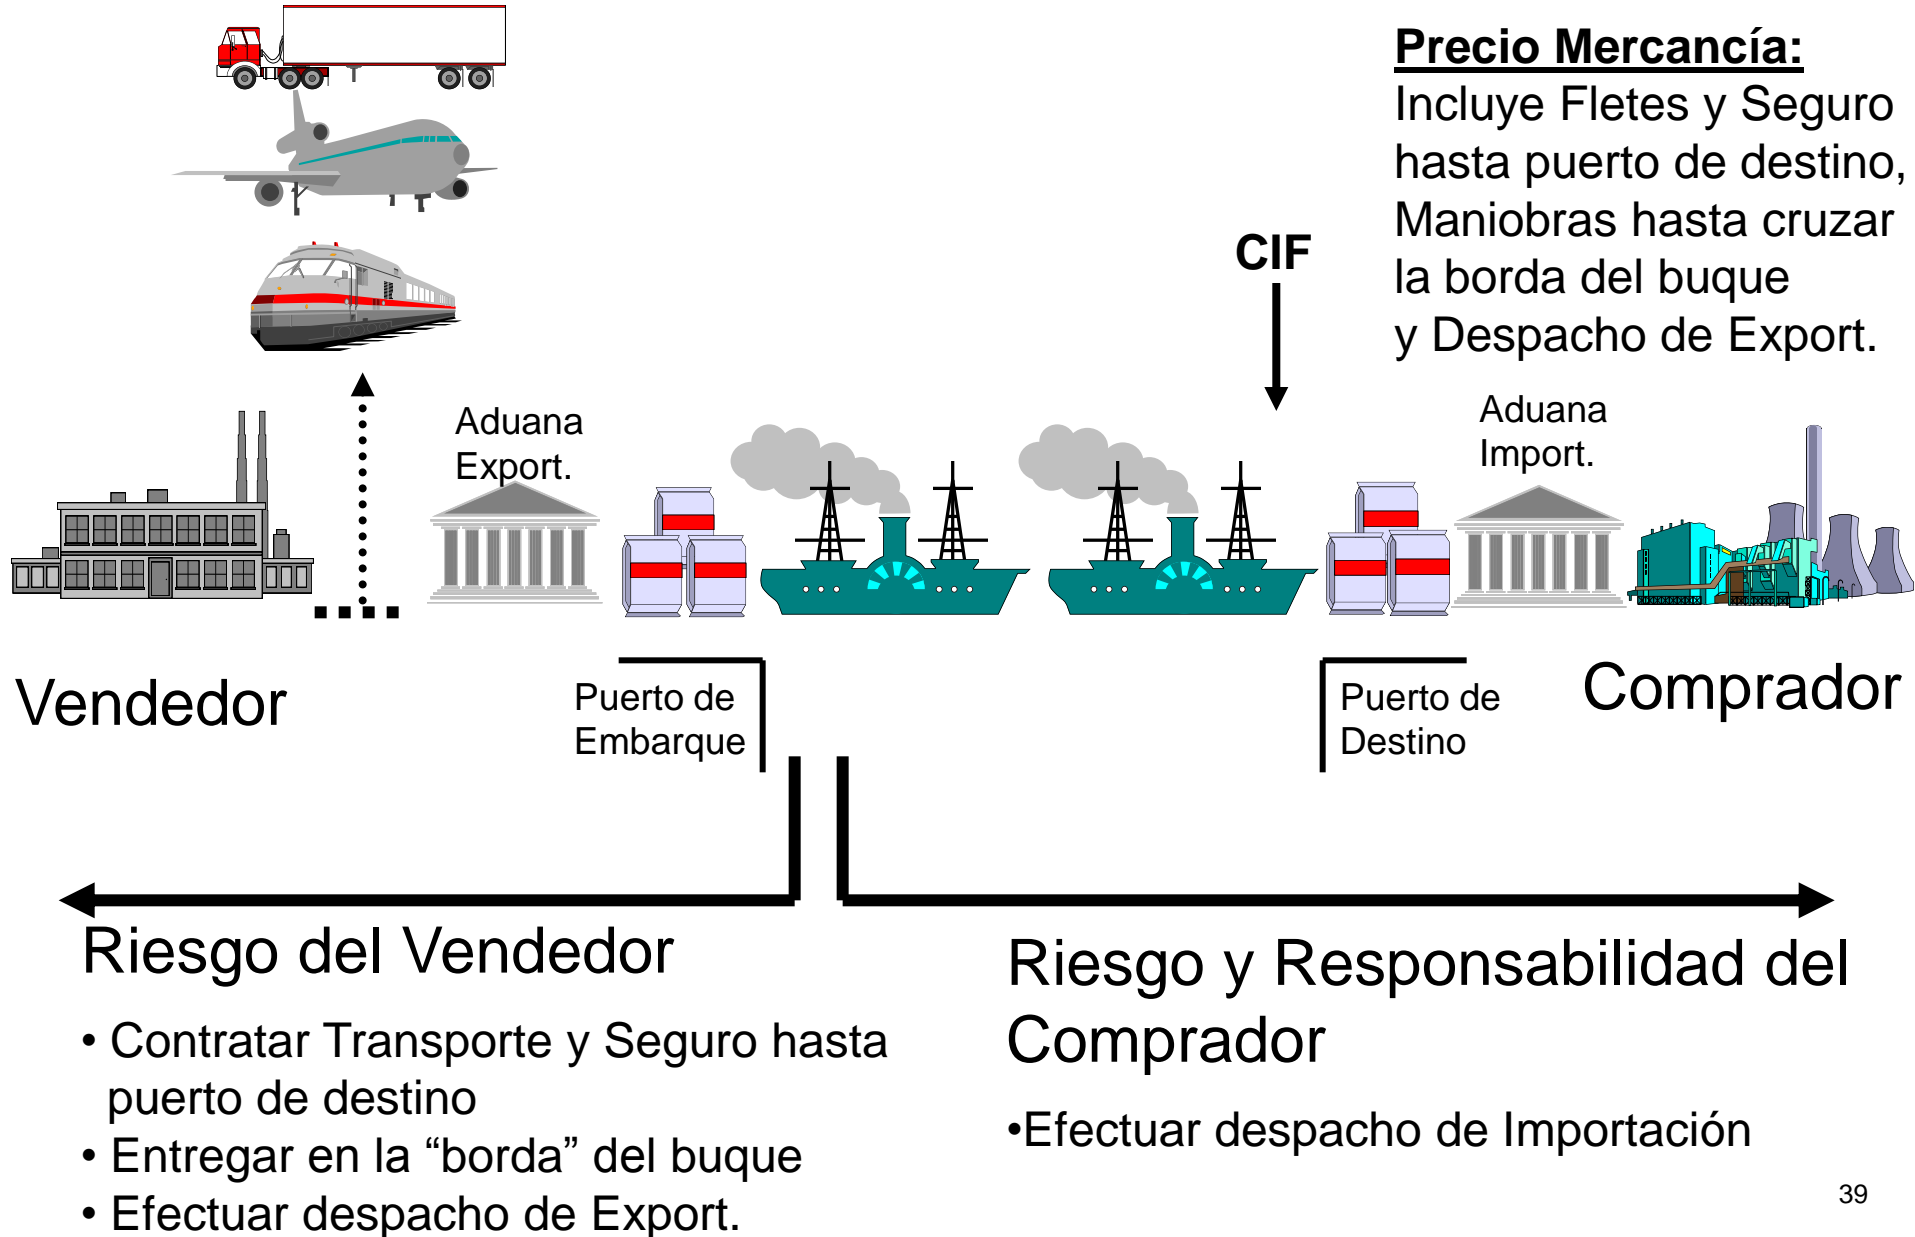 Precio Mercancía:
Incluye Fletes y Seguro
hasta puerto de destino,
Maniobras hasta cruzar
la borda del buque
y Despacho de Export.
CIF
Aduana
Export.
Aduana
Import.
Vendedor
Puerto de
Embarque
Puerto de
Destino
Comprador
Riesgo del Vendedor
• Contratar Transporte y Seguro hasta
puerto de destino
• Entregar en la “borda” del buque
• Efectuar despacho de Export.
Riesgo y Responsabilidad del
Comprador
•Efectuar despacho de Importación
39